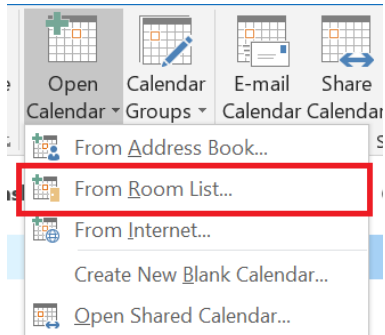 Open Calendar E-mail Share
Calendar Groups Calendar Calendar
From Address Book...
From Room List...
From Internet...
Create New Blank Calendar...
Open Shared Calendar...